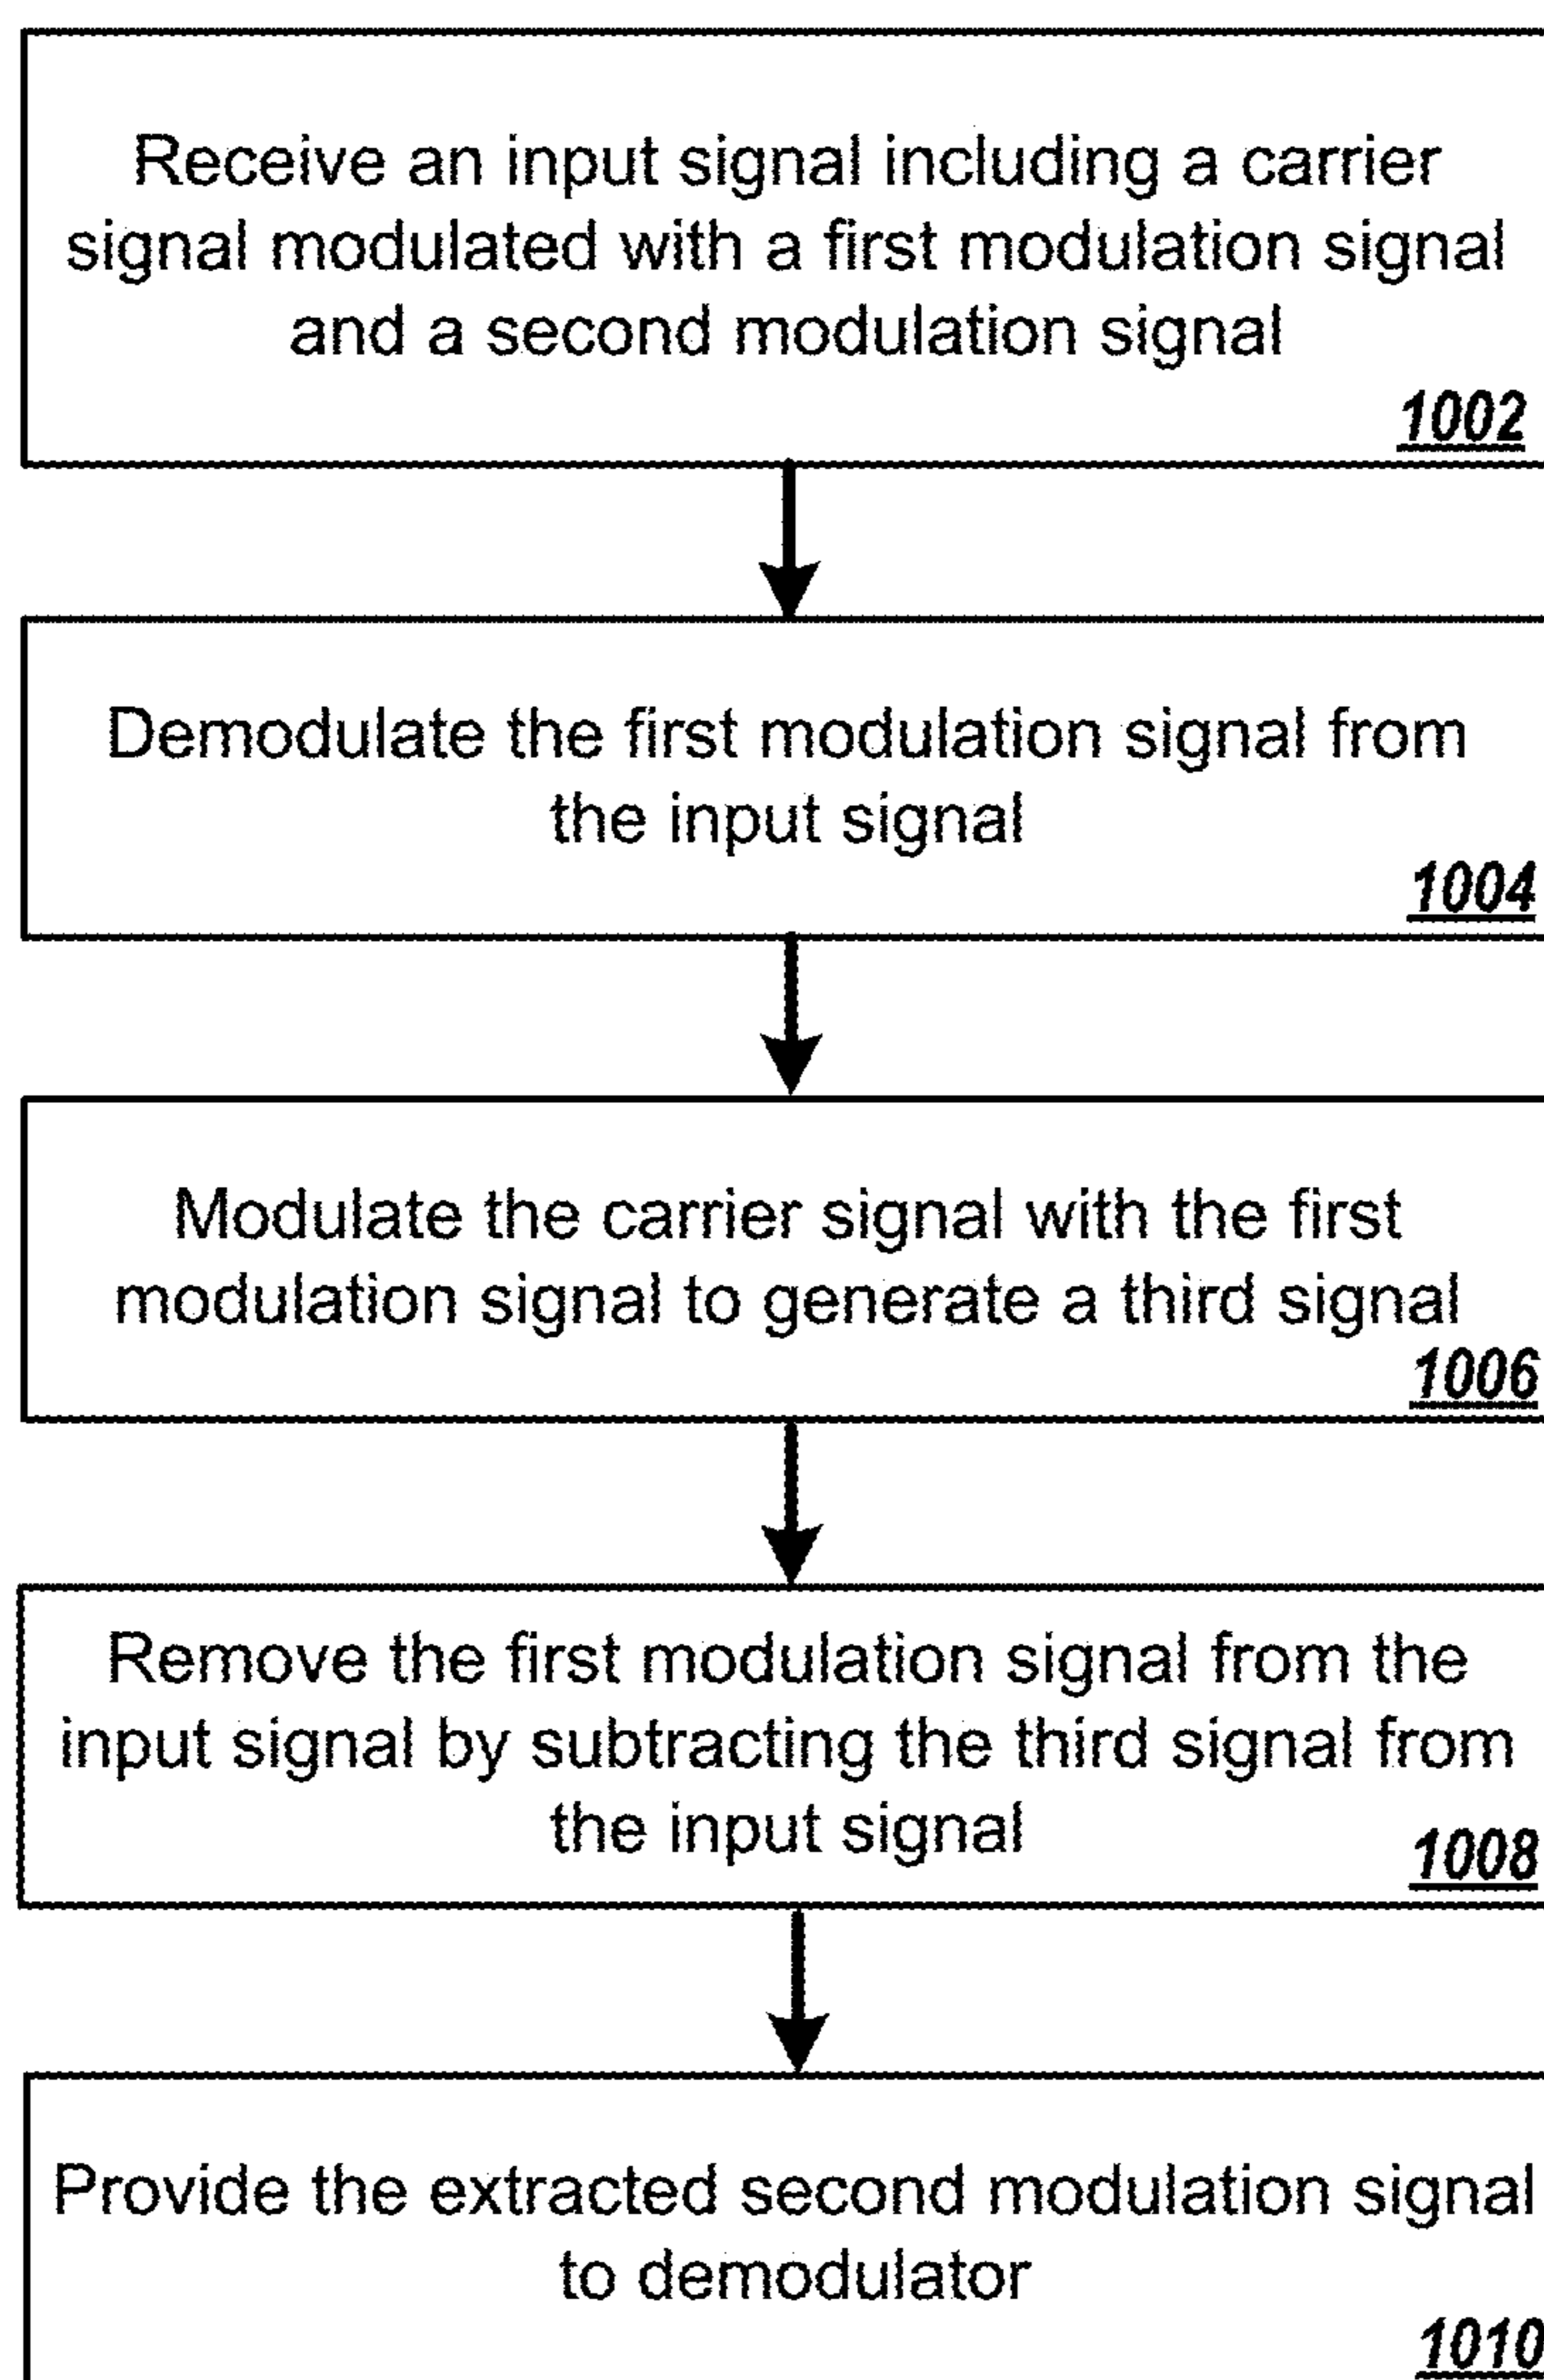 Receive an input signal including a carrier
signal modulated with a first modulation signal
and a second modulation signal
1002
Demodulate the first modulation signal from
the input signal
1004
Modulate the carrier signal with the first
modulation signal to generate a third signal
1006
Remove the first modulation signal from the
input signal by subtracting the third signal from
the input signal
1008
Provide the extracted second modulation signal
to demodulator
1010